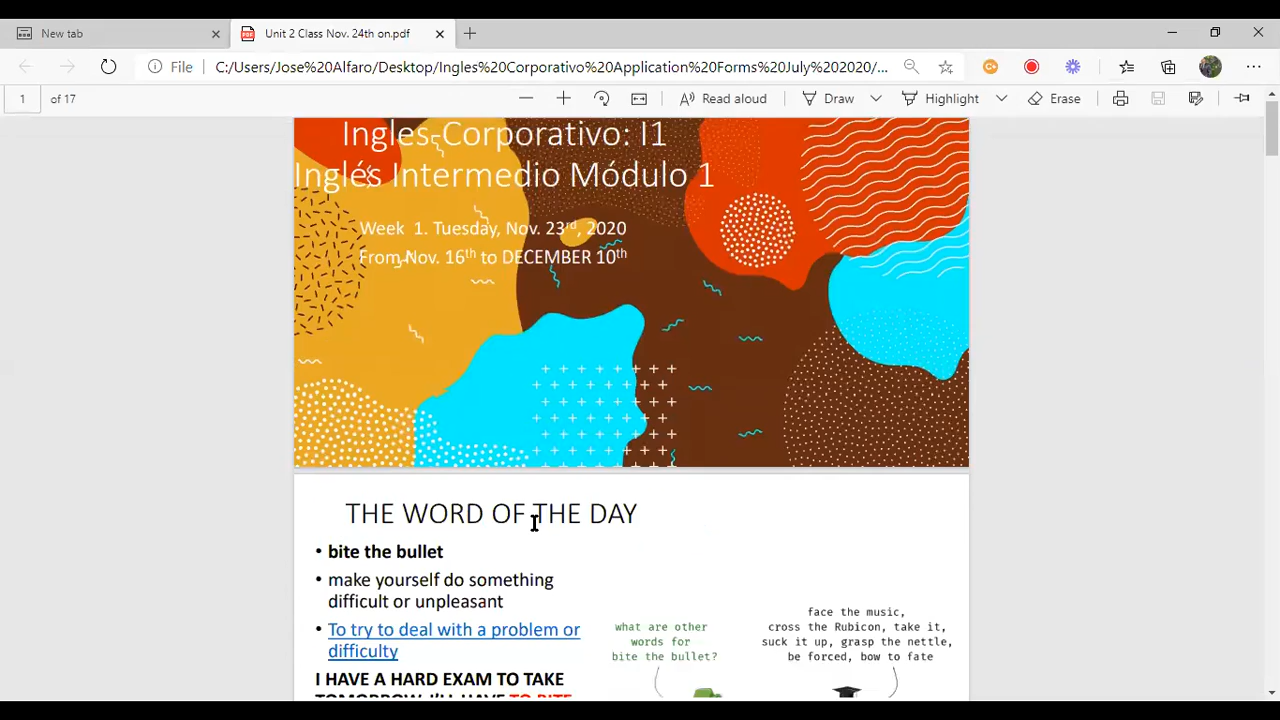 New tab
Unit 2 Class Nov. 24th on.pdf
File
C:/Users/Jose%20Alfaro/Desktop/Ingles%20Corporativo%20Application%20Forms%20July%202020/...
1 of 17
Read aloud
Draw
Highlight
Erase
Ingles Corporativo: I1
Inglés Intermedio Módulo 1
Week 1. Tuesday, Nov. 23rd, 2020
From Nov. 16th to DECEMBER 10th
THE WORD OF THE DAY
• bite the bullet
• make yourself do something
difficult or unpleasant
• To try to deal with a problem or
difficulty
I HAVE A HARD EXAM TO TAKE
TOMORROW, I'LL HAVE TO BITE
what are other
words for
bite the bullet?
face the music,
cross the Rubicon, take it,
suck it up, grasp the nettle,
be forced, bow to fate